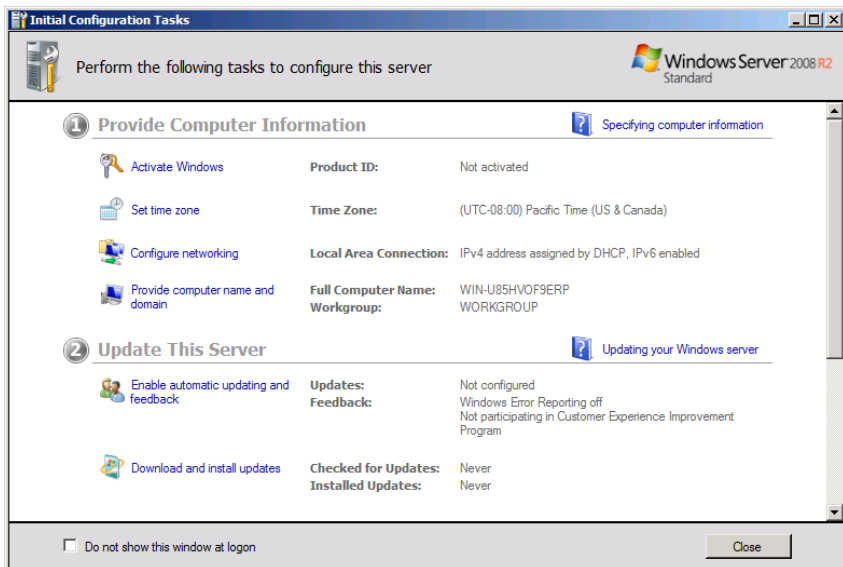 Initial Configuration Tasks
Perform the following tasks to configure this server
Windows Server 2008 R2
Standard
1 Provide Computer Information
Specifying computer information
Activate Windows Product ID: Not activated
Set time zone Time Zone: (UTC-08:00) Pacific Time (US & Canada)
Configure networking Local Area Connection: IPv4 address assigned by DHCP, IPv6 enabled
Provide computer name and Full Computer Name: WIN-U85HVOF9ERP
domain Workgroup: WORKGROUP
2 Update This Server
Updating your Windows server
Enable automatic updating and Updates: Not configured
feedback Feedback: Windows Error Reporting off
Not participating in Customer Experience Improvement
Program
Download and install updates Checked for Updates: Never
Installed Updates: Never
Do not show this window at logon
Close